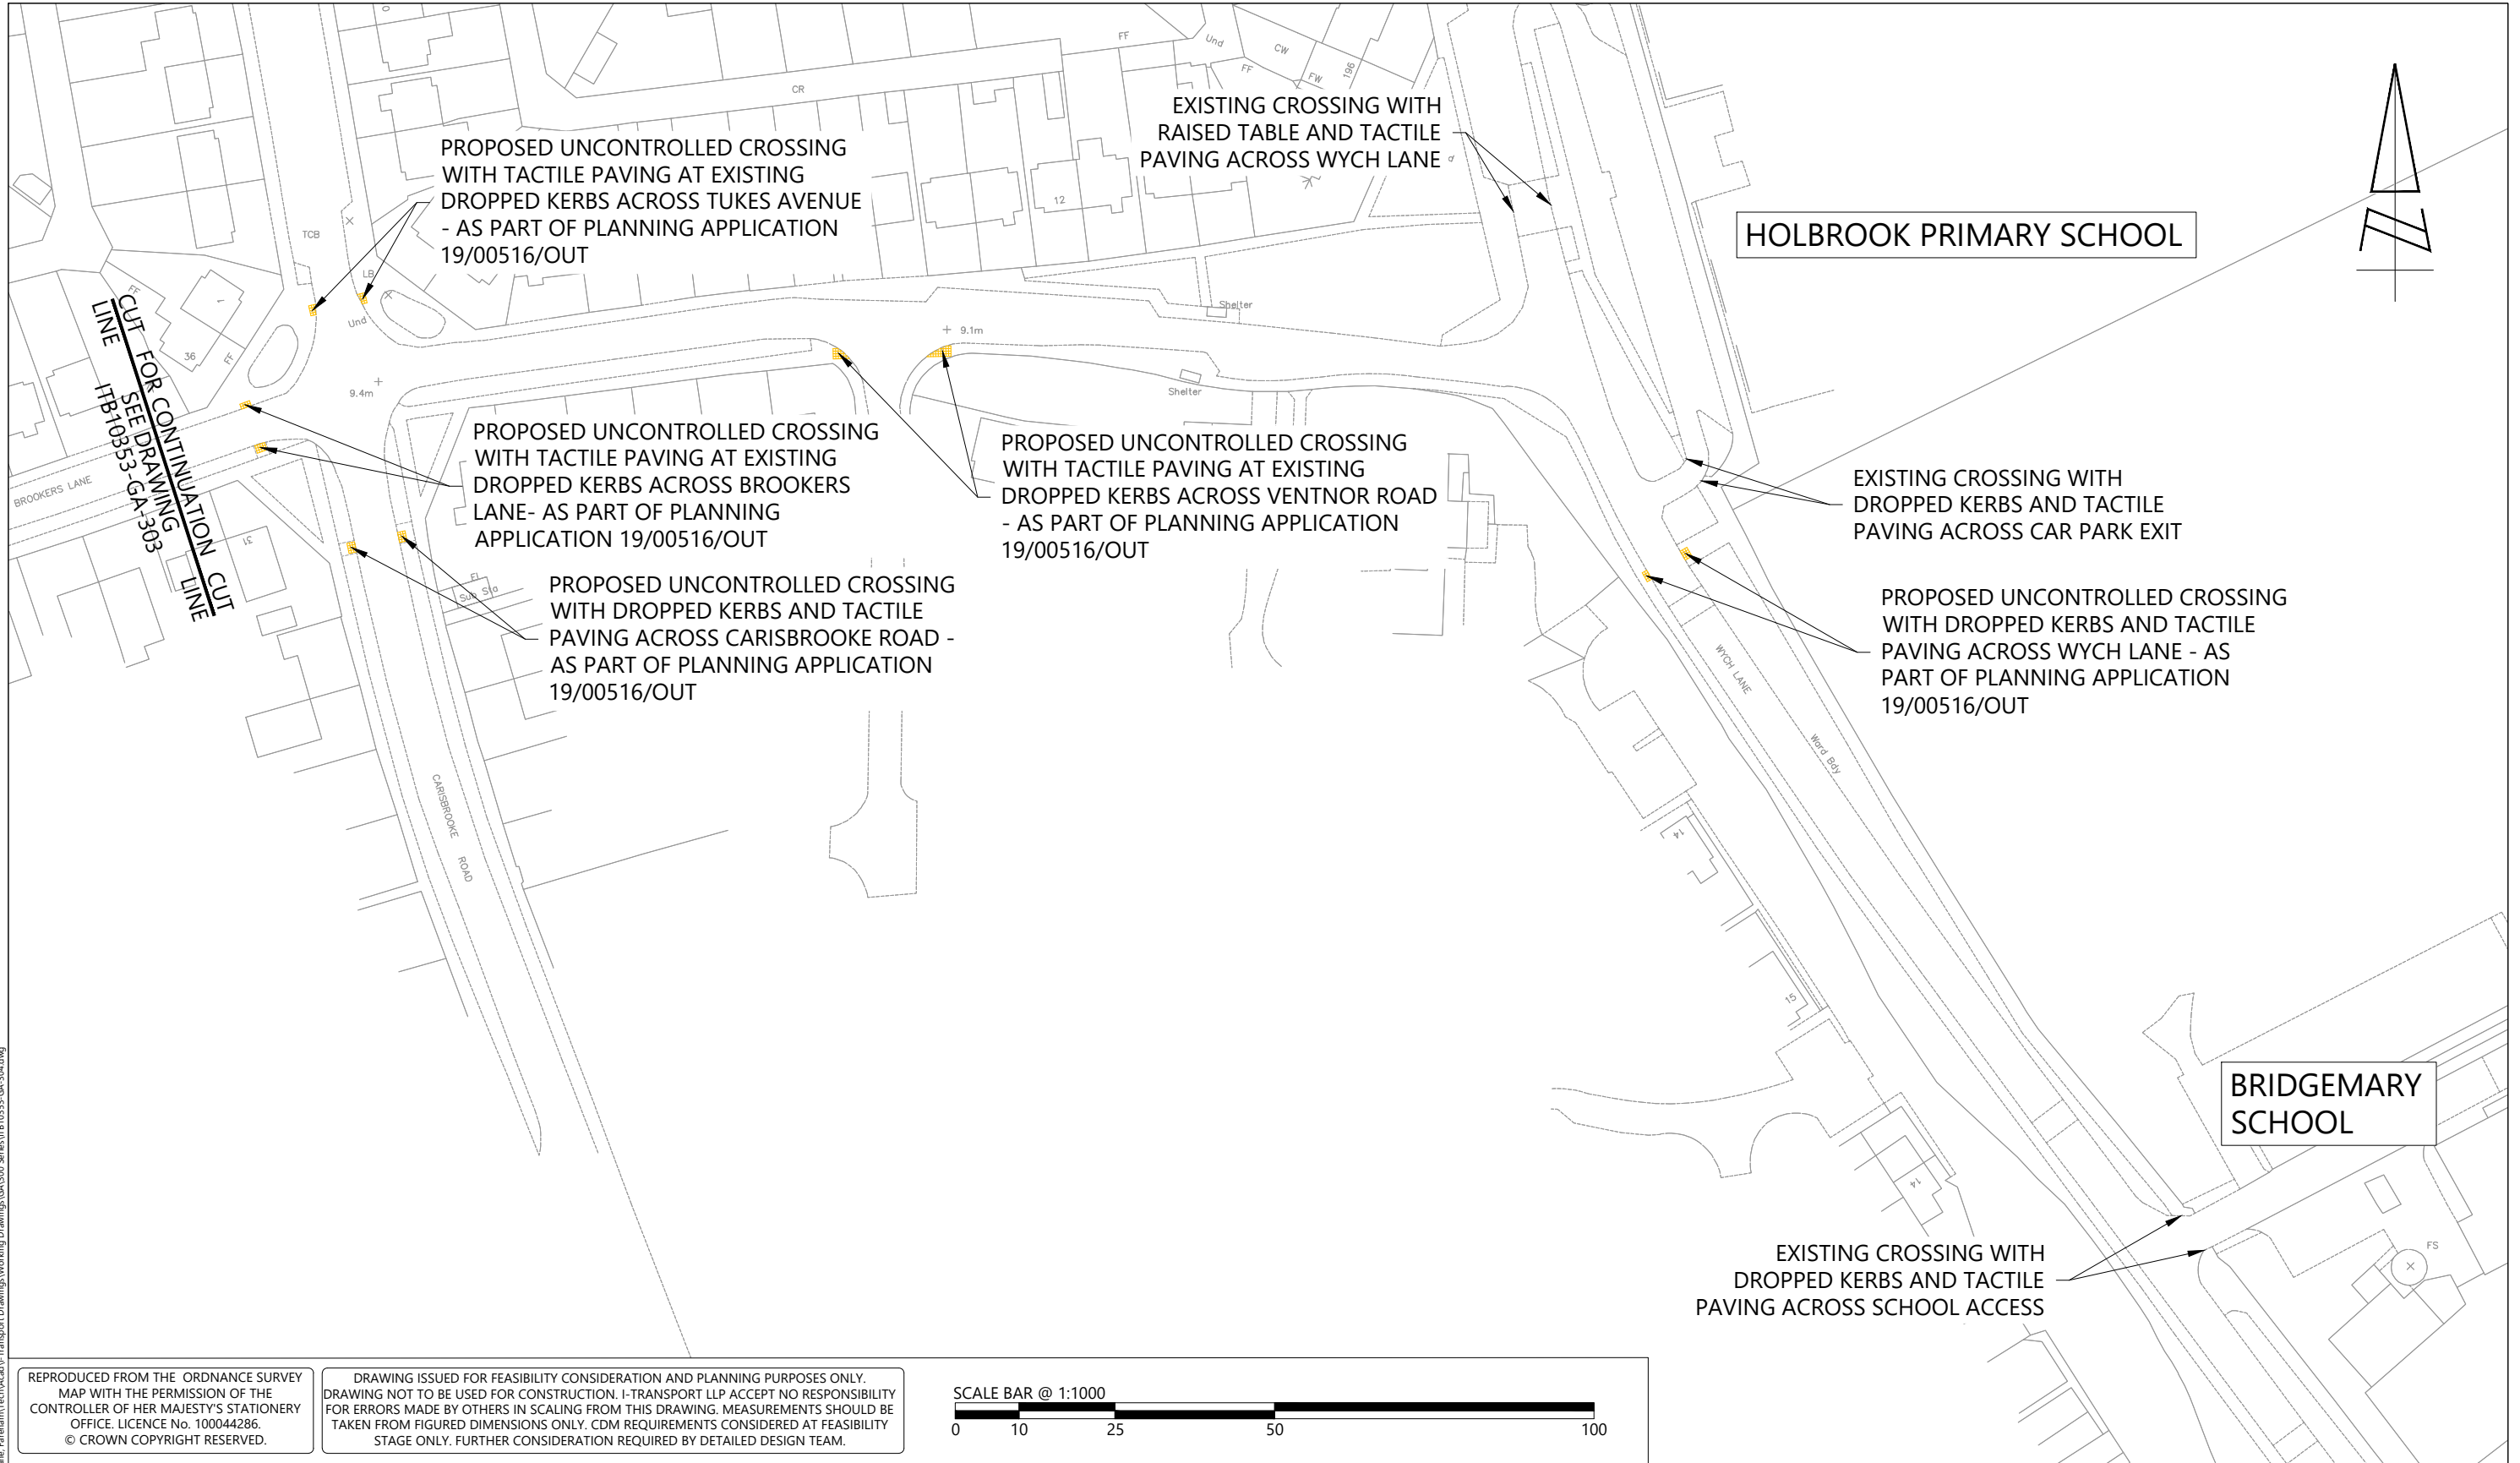 EXISTING CROSSING WITH
RAISED TABLE AND TACTILE
PAVING ACROSS WYCH LANE
PROPOSED UNCONTROLLED CROSSING
WITH TACTILE PAVING AT EXISTING
DROPPED KERBS ACROSS TUKES AVENUE
- AS PART OF PLANNING APPLICATION
19/00516/OUT
HOLBROOK PRIMARY SCHOOL
FF
Und
CW
FF
FW
196
CR
12
TCB
LB
Und
FF
1
36
FF
Shelter
9.1m
9.4m
Shelter
CUT LINE
FOR CONTINUATION
SEE DRAWING
ITB10353-GA-303
CUT LINE
BROOKERS LANE
31
PROPOSED UNCONTROLLED CROSSING
WITH TACTILE PAVING AT EXISTING
DROPPED KERBS ACROSS BROOKERS
LANE- AS PART OF PLANNING
APPLICATION 19/00516/OUT
PROPOSED UNCONTROLLED CROSSING
WITH TACTILE PAVING AT EXISTING
DROPPED KERBS ACROSS VENTNOR ROAD
- AS PART OF PLANNING APPLICATION
19/00516/OUT
EXISTING CROSSING WITH
DROPPED KERBS AND TACTILE
PAVING ACROSS CAR PARK EXIT
El
Sub Sta
PROPOSED UNCONTROLLED CROSSING
WITH DROPPED KERBS AND TACTILE
PAVING ACROSS CARISBROOKE ROAD -
AS PART OF PLANNING APPLICATION
19/00516/OUT
PROPOSED UNCONTROLLED CROSSING
WITH DROPPED KERBS AND TACTILE
PAVING ACROSS WYCH LANE - AS
PART OF PLANNING APPLICATION
19/00516/OUT
WYCH LANE
Ward Bdy
CARISBROOKE ROAD
14
15
14
BRIDGEMARY
SCHOOL
FS
EXISTING CROSSING WITH
DROPPED KERBS AND TACTILE
PAVING ACROSS SCHOOL ACCESS
REPRODUCED FROM THE ORDNANCE SURVEY
MAP WITH THE PERMISSION OF THE
CONTROLLER OF HER MAJESTY'S STATIONERY
OFFICE. LICENCE No. 100044286.
© CROWN COPYRIGHT RESERVED.
DRAWING ISSUED FOR FEASIBILITY CONSIDERATION AND PLANNING PURPOSES ONLY.
DRAWING NOT TO BE USED FOR CONSTRUCTION. I-TRANSPORT LLP ACCEPT NO RESPONSIBILITY
FOR ERRORS MADE BY OTHERS IN SCALING FROM THIS DRAWING. MEASUREMENTS SHOULD BE
TAKEN FROM FIGURED DIMENSIONS ONLY. CDM REQUIREMENTS CONSIDERED AT FEASIBILITY
STAGE ONLY. FURTHER CONSIDERATION REQUIRED BY DETAILED DESIGN TEAM.
SCALE BAR @ 1:1000
0 10 25 50 100